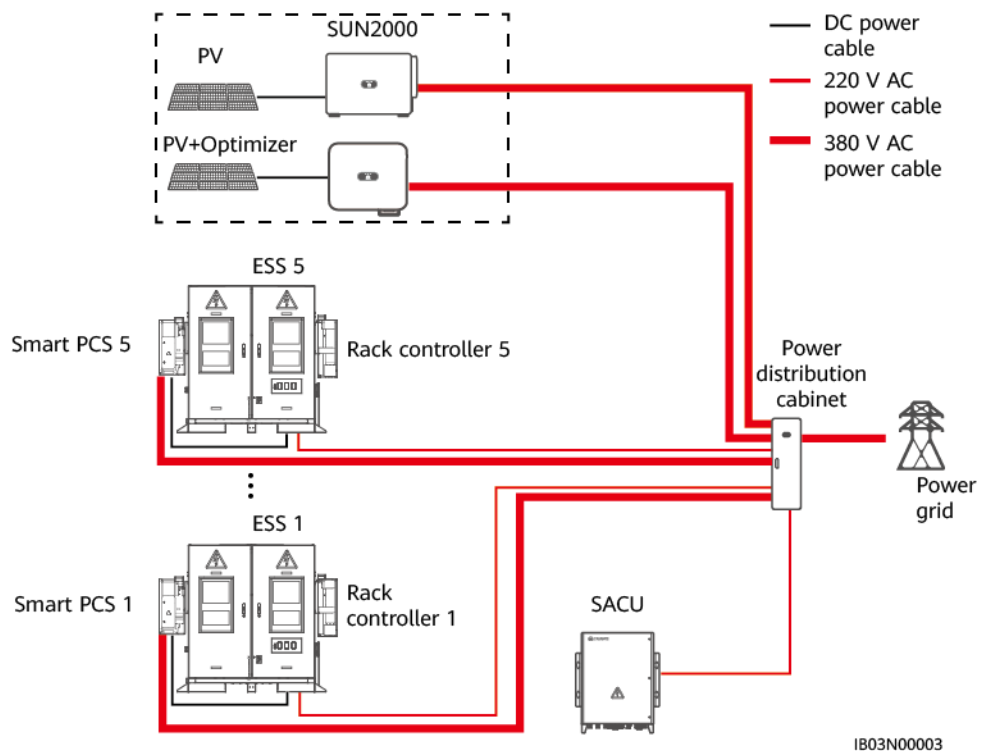 SUN2000
PV
PV+Optimizer
DC power
cable
220 V AC
power cable
380 V AC
power cable
ESS 5
Smart PCS 5
Rack controller 5
Power
distribution
cabinet
Power
grid
ESS 1
Smart PCS 1
Rack
controller 1
SACU
IB03N00003